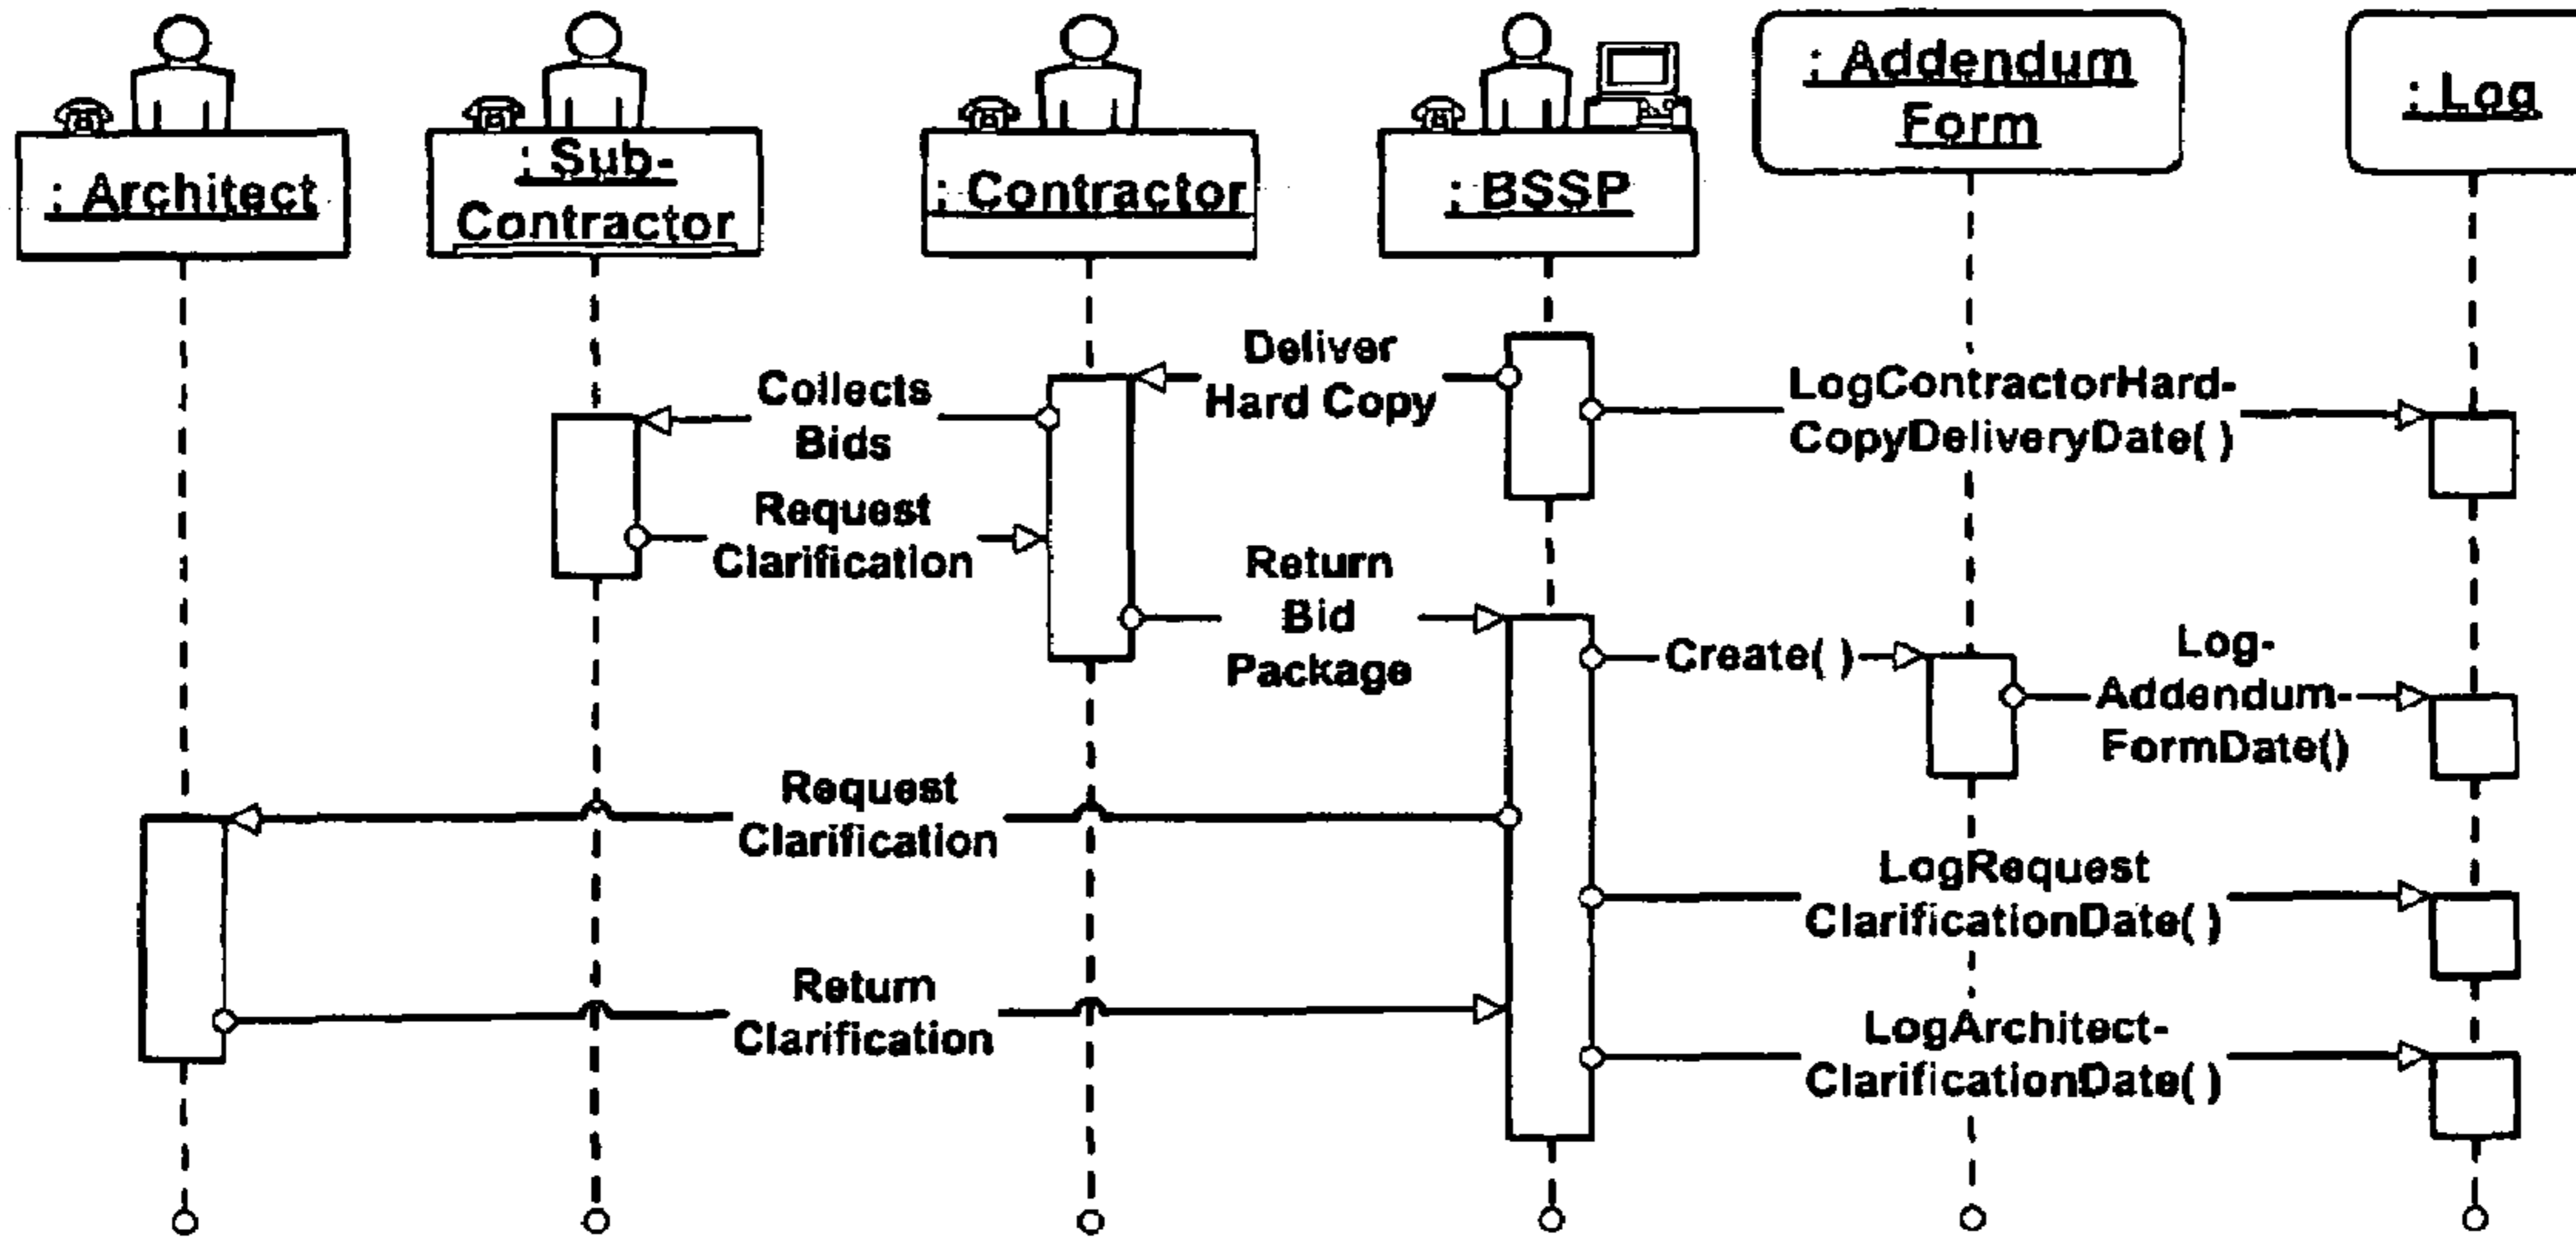 : Architect
: Sub-
Contractor
: Contractor
: BSSP
: Addendum
Form
: Log
Deliver
Hard Copy
Collects
Bids
LogContractorHard-
CopyDeliveryDate( )
Request
Clarification
Return
Bid
Package
Create( )
Log-
Addendum-
FormDate()
Request
Clarification
LogRequest
ClarificationDate( )
Return
Clarification
LogArchitect-
ClarificationDate( )